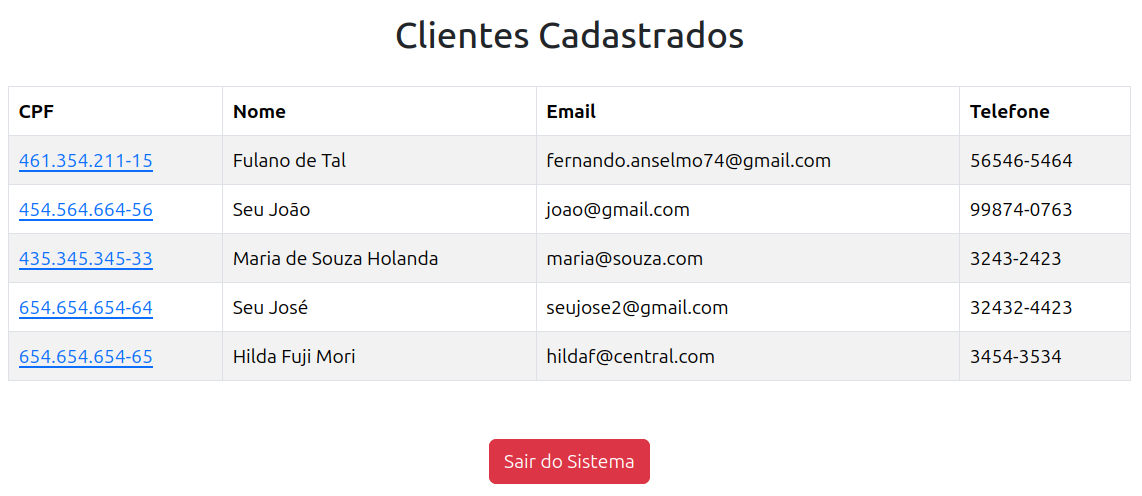 Clientes Cadastrados
CPF Nome Email Telefone
461.354.211-15 Fulano de Tal fernando.anselmo74@gmail.com 56546-5464
454.564.664-56 Seu João joao@gmail.com 99874-0763
435.345.345-33 Maria de Souza Holanda maria@souza.com 3243-2423
654.654.654-64 Seu José seujose2@gmail.com 32432-4423
654.654.654-65 Hilda Fuji Mori hildaf@central.com 3454-3534
Sair do Sistema